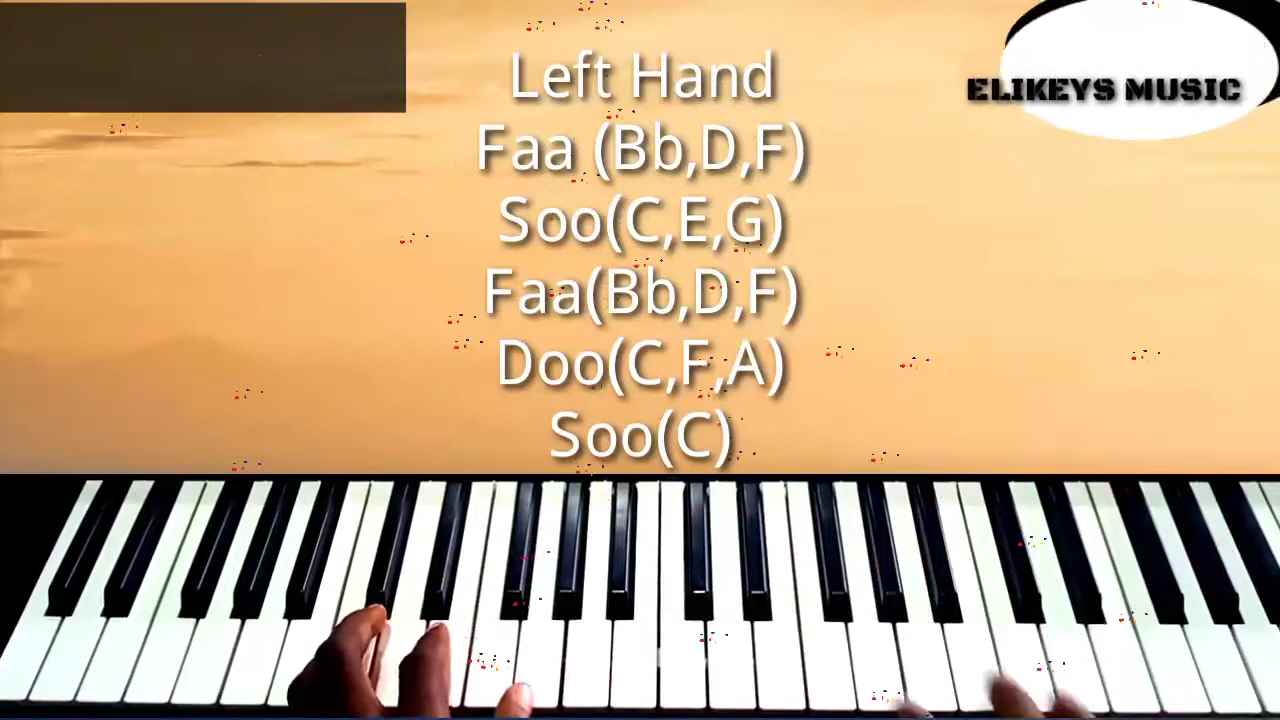 Left Hand
ELIKEYS MUSIC
Faa (Bb,D,F)
Soo(C,E,G)
Faa(Bb,D,F)
Doo(C,F,A)
Soo(C)